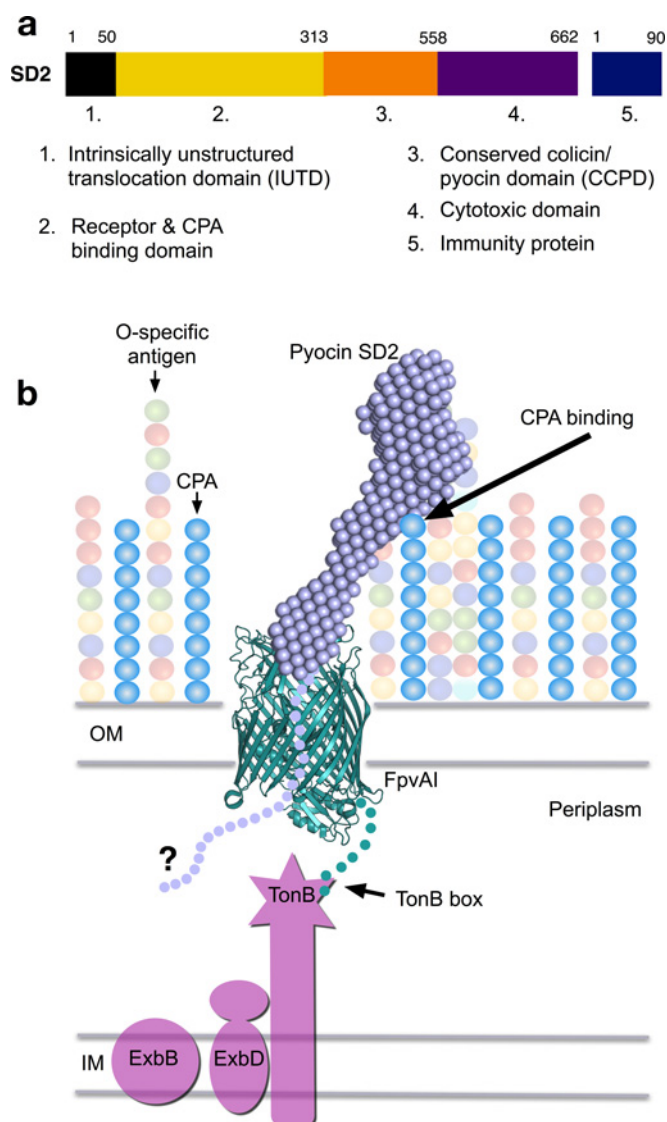 a
1 50 313 558 662 1 90
SD2
1. 2. 3. 4. 5.
1. Intrinsically unstructured
translocation domain (IUTD)
2. Receptor & CPA
binding domain
3. Conserved colicin/
pyocin domain (CCPD)
4. Cytotoxic domain
5. Immunity protein
b
O-specific
antigen
Pyocin SD2
CPA binding
CPA
OM
FpvAI
Periplasm
?
TonB
TonB box
IM
ExbB
ExbD